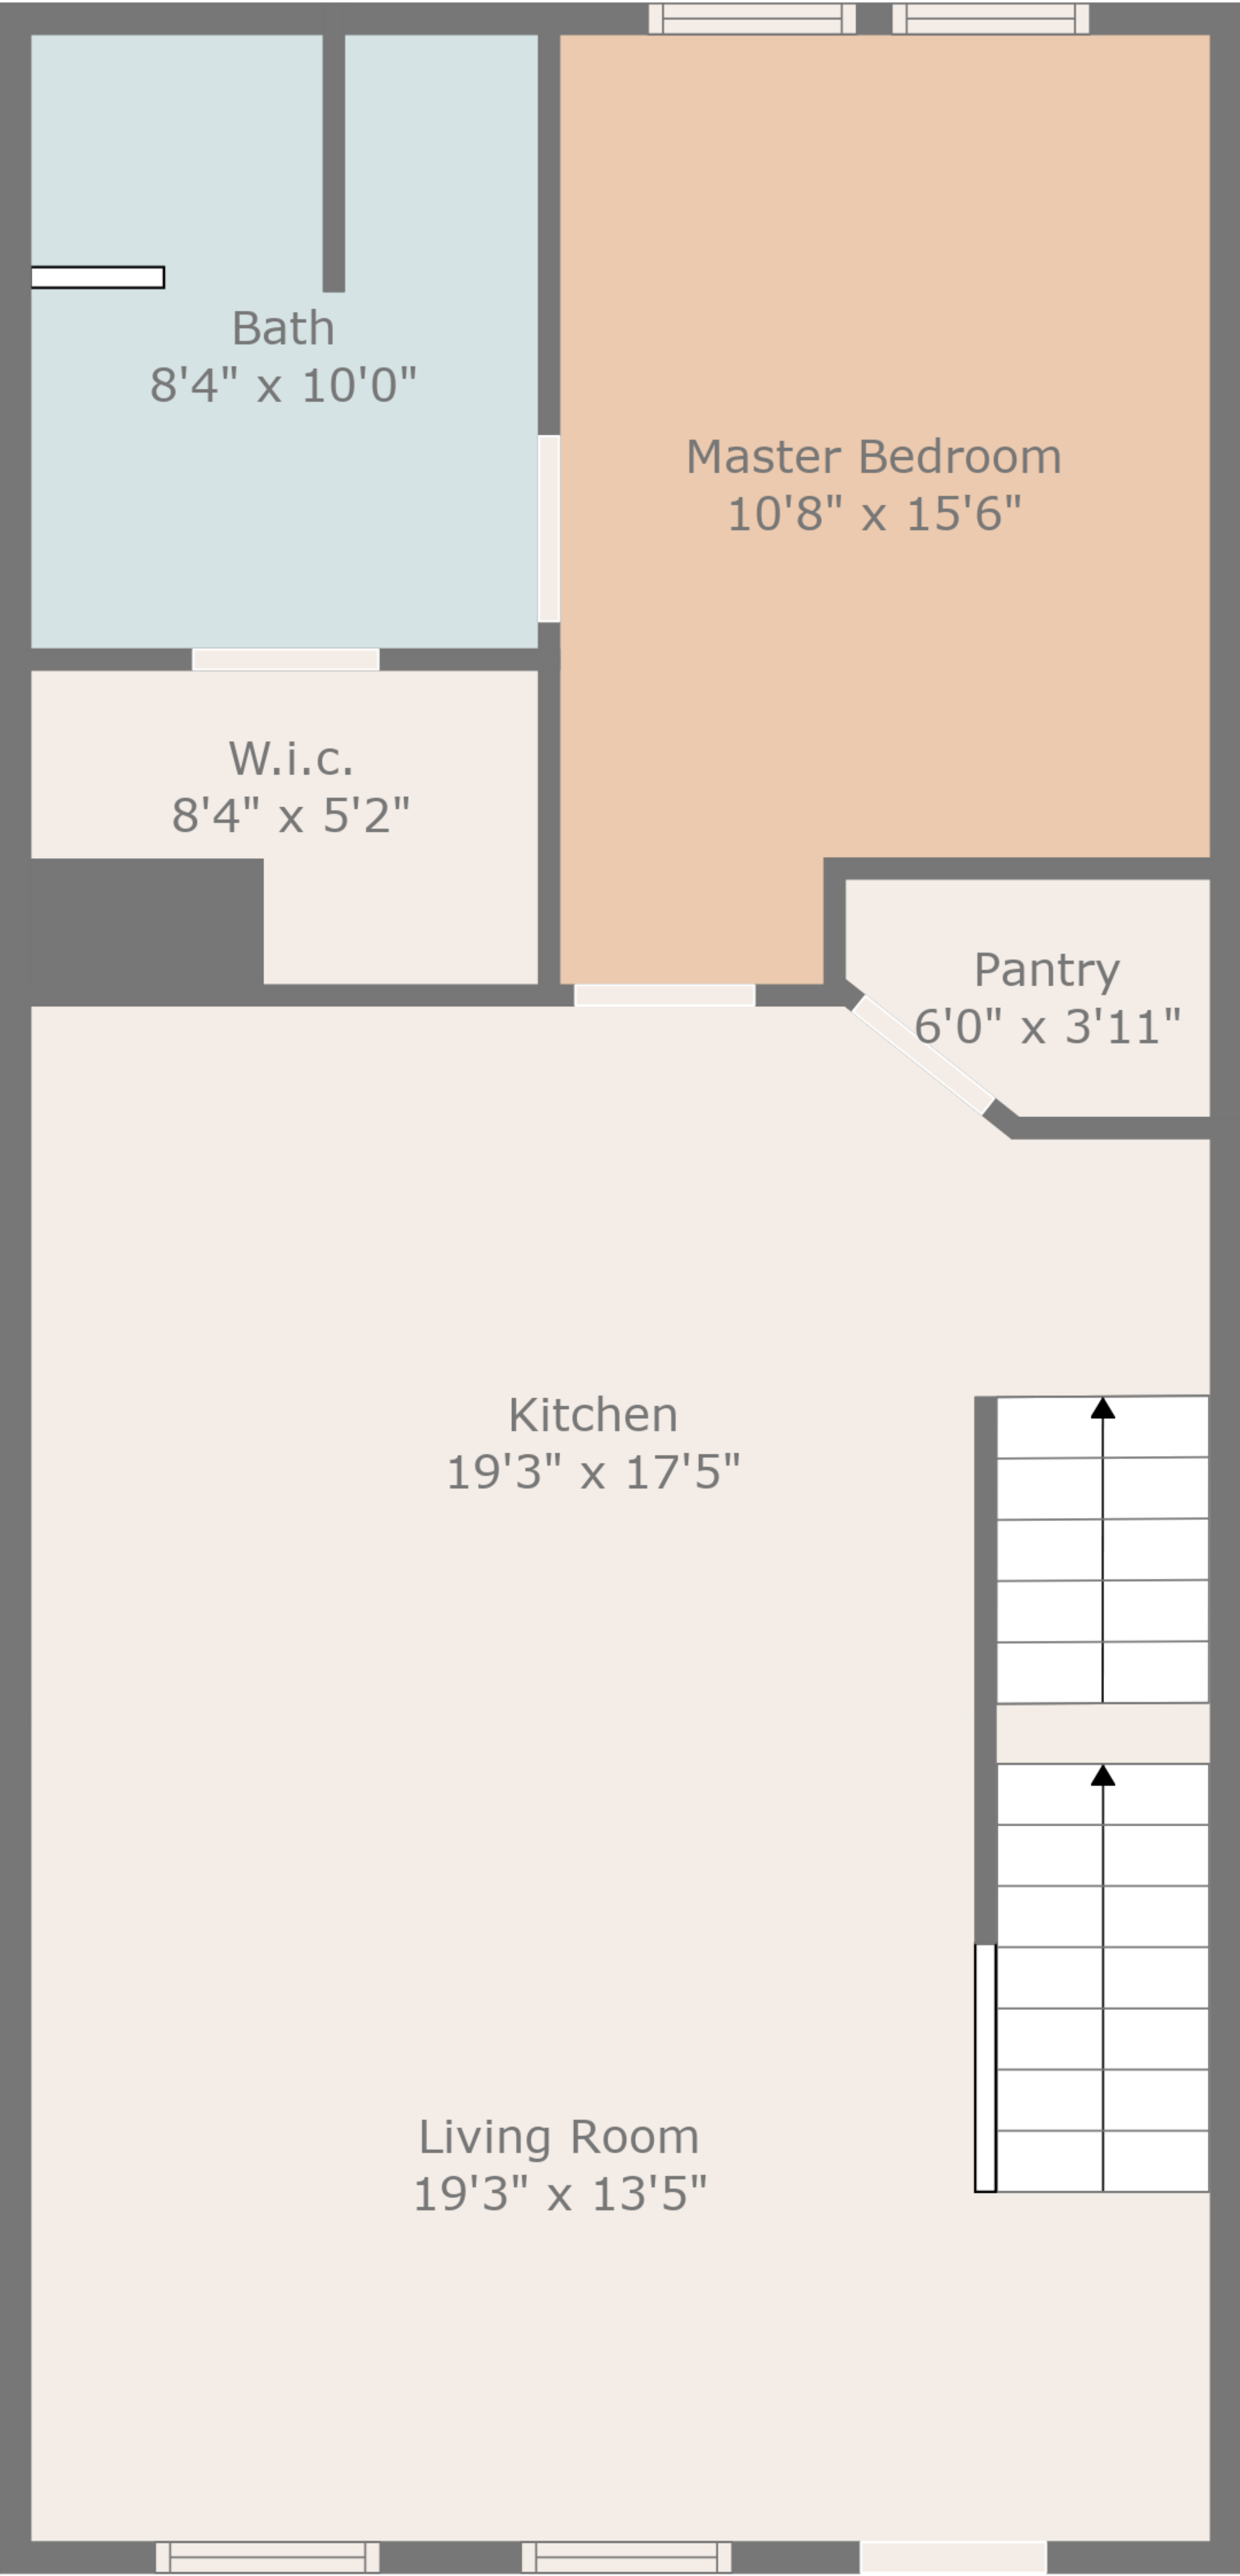 Bath
8'4" x 10'0"
Master Bedroom
10'8" x 15'6"
W.i.c.
8'4" x 5'2"
Pantry
6'0" x 3'11"
Kitchen
19'3" x 17'5"
Living Room
19'3" x 13'5"